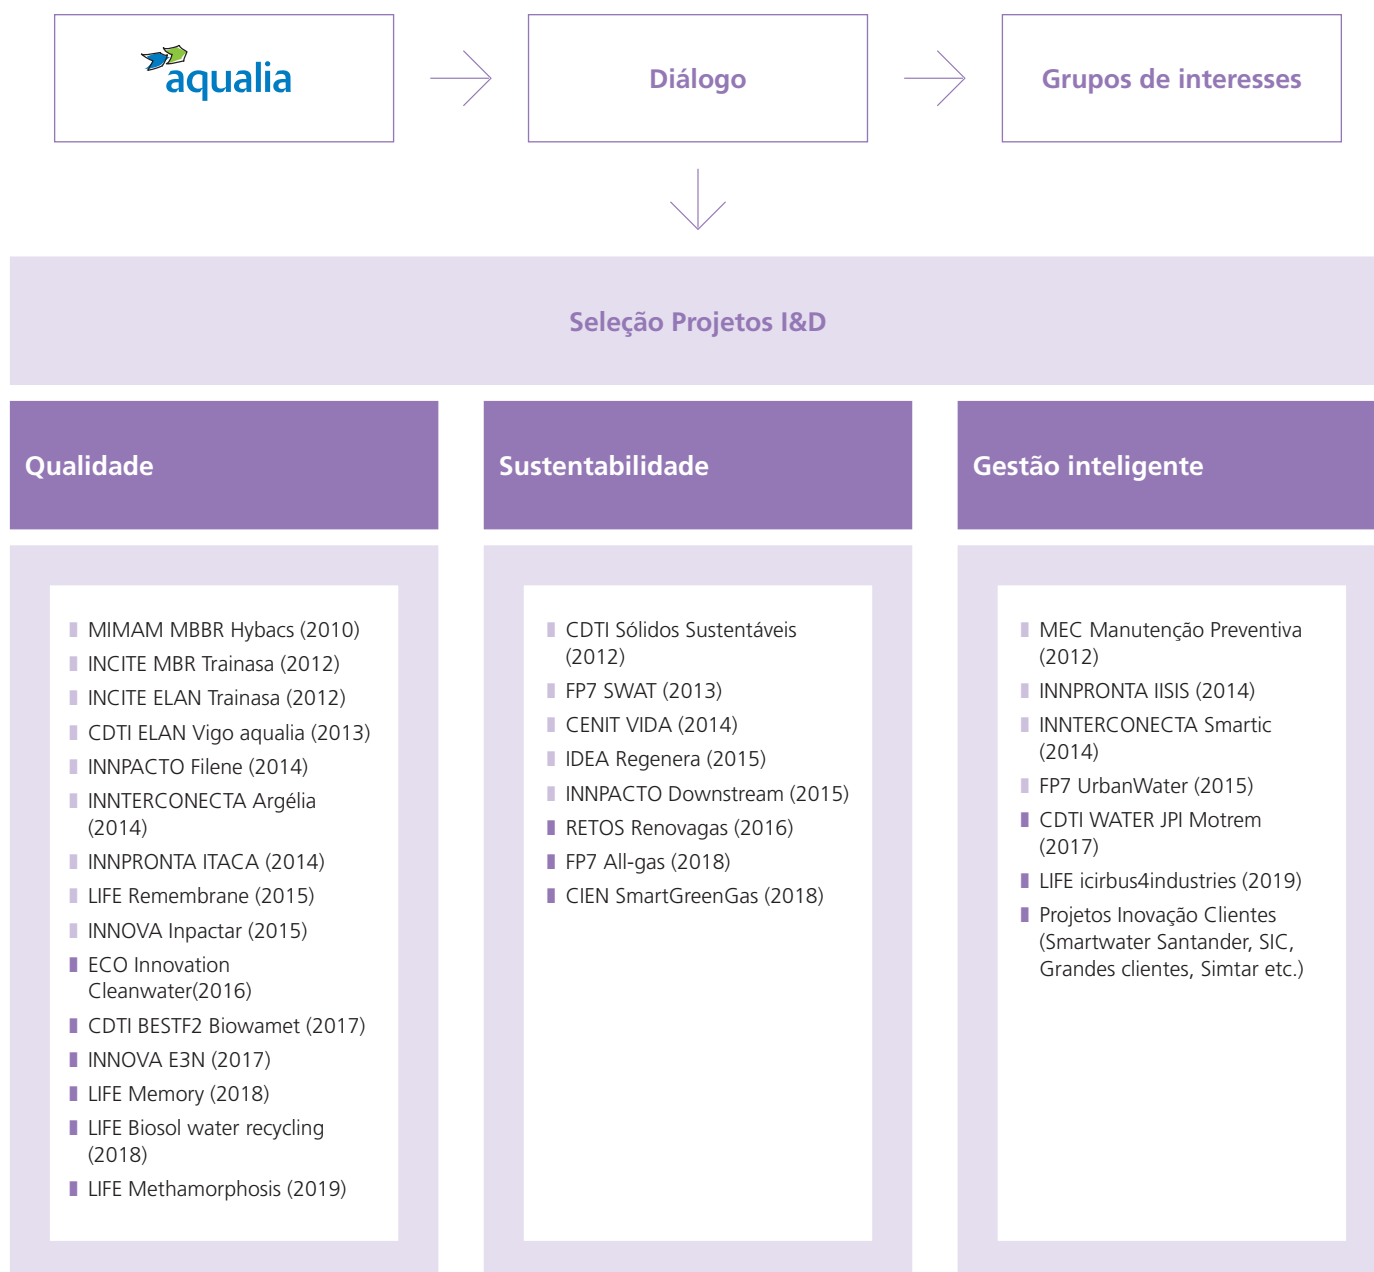 aqualia
Diálogo
Grupos de interesses
Seleção Projetos I&D
Qualidade
MIMAM MBBR Hybacs (2010)
INCITE MBR Trainasa (2012)
INCITE ELAN Trainasa (2012)
CDTI ELAN Vigo aqualia (2013)
INNPACTO Filene (2014)
INNTERCONECTA Argélia
(2014)
INNPRONTA ITACA (2014)
LIFE Remembrane (2015)
INNOVA Inpactar (2015)
ECO Innovation
Cleanwater(2016)
CDTI BESTF2 Biowamet (2017)
INNOVA E3N (2017)
LIFE Memory (2018)
LIFE Biosol water recycling
(2018)
LIFE Methamorphosis (2019)
Sustentabilidade
CDTI Sólidos Sustentáveis
(2012)
FP7 SWAT (2013)
CENIT VIDA (2014)
IDEA Regenera (2015)
INNPACTO Downstream (2015)
RETOS Renovagas (2016)
FP7 All-gas (2018)
CIEN SmartGreenGas (2018)
Gestão inteligente
MEC Manutenção Preventiva
(2012)
INNPRONTA IISIS (2014)
INNTERCONECTA Smartic
(2014)
FP7 UrbanWater (2015)
CDTI WATER JPI Motrem
(2017)
LIFE icirbus4industries (2019)
Projetos Inovação Clientes
(Smartwater Santander, SIC,
Grandes clientes, Simtar etc.)